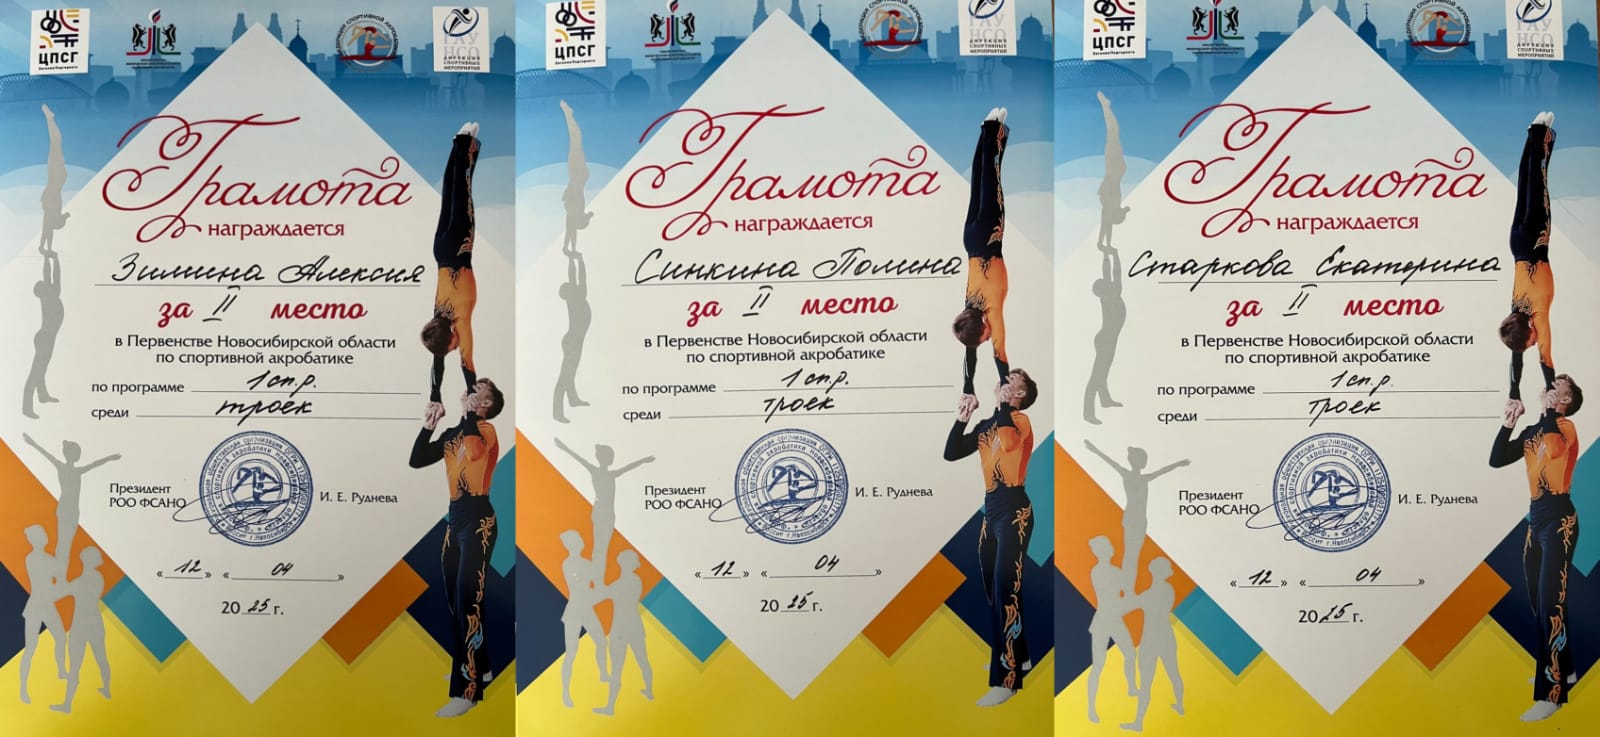 ЦПСГ
Грамота
награждается
Зимина Алексия
за II место
в Первенстве Новосибирской области
по спортивной акробатике
по программе 1 сп.р.
среди троек
Президент
РОО ФСАНО
И. Е. Руднева
«12» «04»
2025 г.
ЦПСГ
Грамота
награждается
Синкина Полина
за II место
в Первенстве Новосибирской области
по спортивной акробатике
по программе 1 сп.р.
среди троек
Президент
РОО ФСАНО
И. Е. Руднева
«12» «04»
2025 г.
ЦПСГ
Грамота
награждается
Старкова Екатерина
за II место
в Первенстве Новосибирской области
по спортивной акробатике
по программе 1 сп.р.
среди троек
Президент
РОО ФСАНО
И. Е. Руднева
«12» «04»
2025 г.